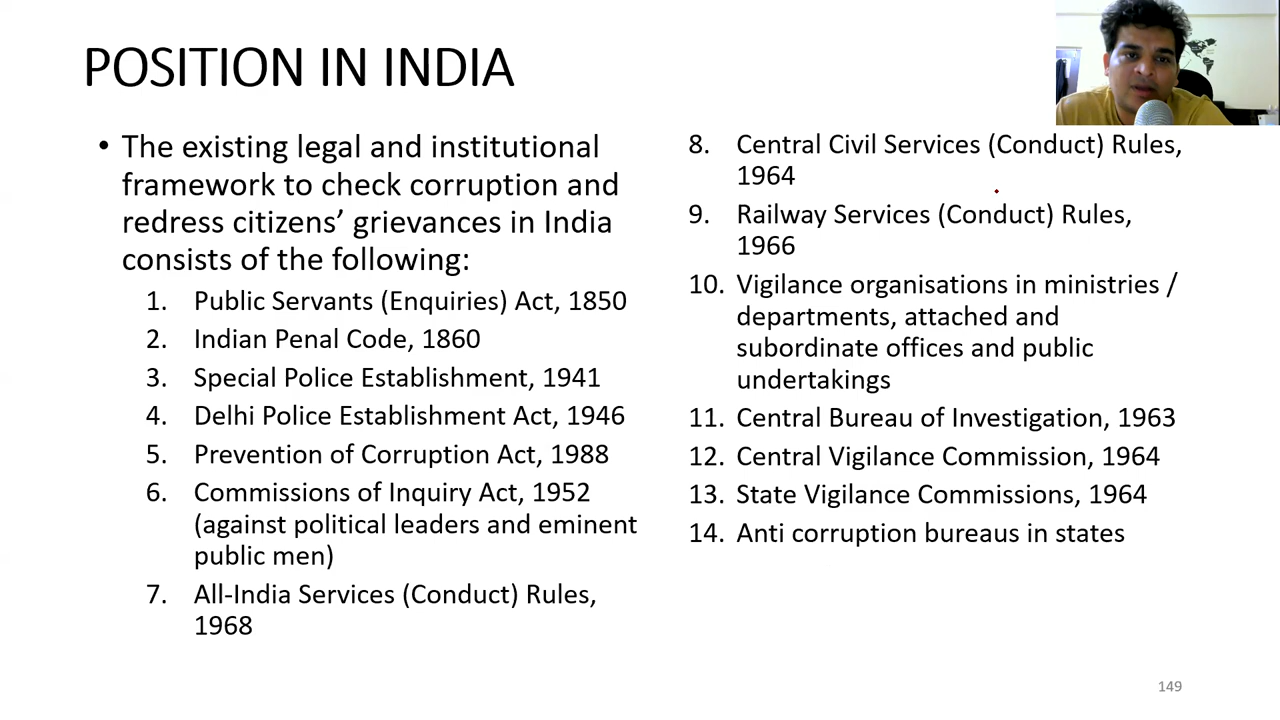 POSITION IN INDIA
• The existing legal and institutional
framework to check corruption and
redress citizens’ grievances in India
consists of the following:
1. Public Servants (Enquiries) Act, 1850
2. Indian Penal Code, 1860
3. Special Police Establishment, 1941
4. Delhi Police Establishment Act, 1946
5. Prevention of Corruption Act, 1988
6. Commissions of Inquiry Act, 1952
(against political leaders and eminent
public men)
7. All-India Services (Conduct) Rules,
1968
8. Central Civil Services (Conduct) Rules,
1964
9. Railway Services (Conduct) Rules,
1966
10. Vigilance organisations in ministries /
departments, attached and
subordinate offices and public
undertakings
11. Central Bureau of Investigation, 1963
12. Central Vigilance Commission, 1964
13. State Vigilance Commissions, 1964
14. Anti corruption bureaus in states
149